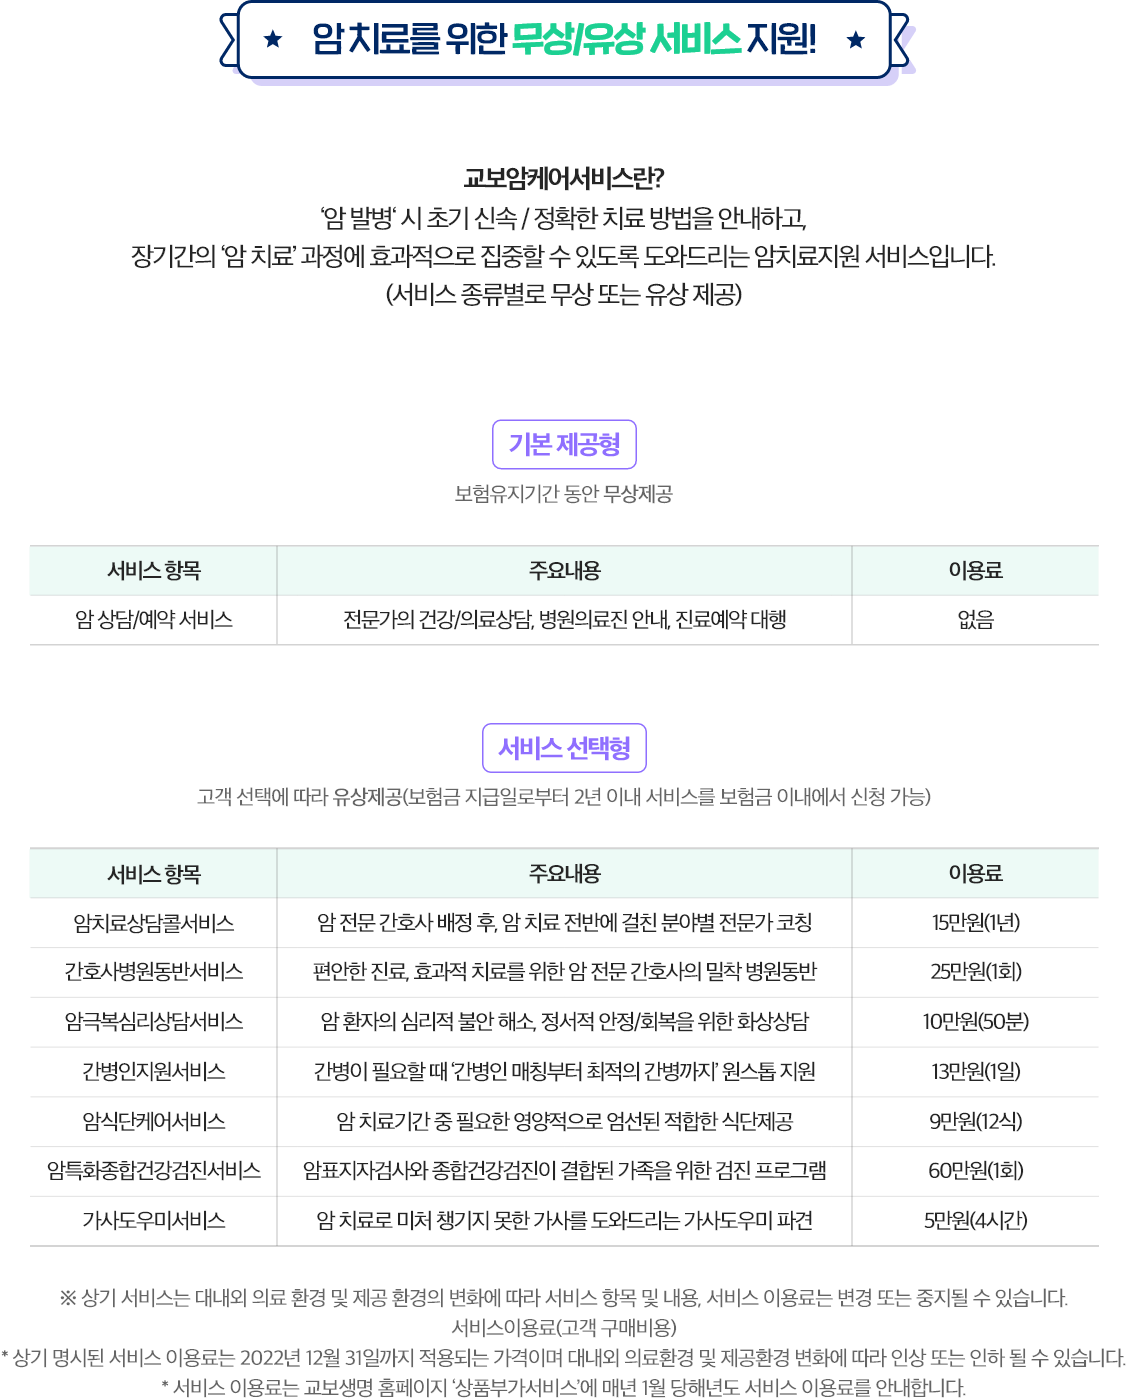 암 치료를 위한 무상/유상 서비스 지원!
교보암케어서비스란?
‘암 발병‘ 시 초기 신속 / 정확한 치료 방법을 안내하고,
장기간의 ‘암 치료’ 과정에 효과적으로 집중할 수 있도록 도와드리는 암치료지원 서비스입니다.
(서비스 종류별로 무상 또는 유상 제공)
기본 제공형
보험유지기간 동안 무상제공
서비스 항목 주요내용 이용료
암 상담/예약 서비스 전문가의 건강/의료상담, 병원의료진 안내, 진료예약 대행 없음
서비스 선택형
고객 선택에 따라 유상제공(보험금 지급일로부터 2년 이내 서비스를 보험금 이내에서 신청 가능)
서비스 항목 주요내용 이용료
암치료상담콜서비스 암 전문 간호사 배정 후, 암 치료 전반에 걸친 분야별 전문가 코칭 15만원(1년)
간호사병원동반서비스 편안한 진료, 효과적 치료를 위한 암 전문 간호사의 밀착 병원동반 25만원(1회)
암극복심리상담서비스 암 환자의 심리적 불안 해소, 정서적 안정/회복을 위한 화상상담 10만원(50분)
간병인지원서비스 간병이 필요할 때 ‘간병인 매칭부터 최적의 간병까지’ 원스톱 지원 13만원(1일)
암식단케어서비스 암 치료기간 중 필요한 영양적으로 엄선된 적합한 식단제공 9만원(12식)
암특화종합건강검진서비스 암표지자검사와 종합건강검진이 결합된 가족을 위한 검진 프로그램 60만원(1회)
가사도우미서비스 암 치료로 미처 챙기지 못한 가사를 도와드리는 가사도우미 파견 5만원(4시간)
※ 상기 서비스는 대내외 의료 환경 및 제공 환경의 변화에 따라 서비스 항목 및 내용, 서비스 이용료는 변경 또는 중지될 수 있습니다.
서비스이용료(고객 구매비용)
* 상기 명시된 서비스 이용료는 2022년 12월 31일까지 적용되는 가격이며 대내외 의료환경 및 제공환경 변화에 따라 인상 또는 인하 될 수 있습니다.
* 서비스 이용료는 교보생명 홈페이지 ‘상품부가서비스’에 매년 1월 당해년도 서비스 이용료를 안내합니다.